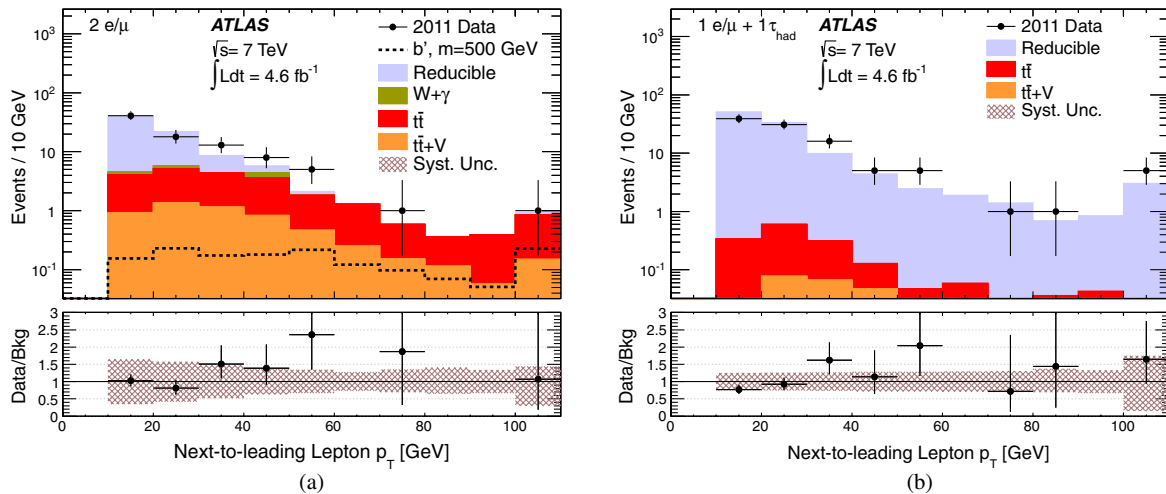 2 e/μ ATLAS
√s= 7 TeV
∫Ldt = 4.6 fb⁻¹
2011 Data
b', m=500 GeV
Reducible
W+γ
tt̄
tt̄+V
Syst. Unc.
Events / 10 GeV
10³
10²
10
1
10⁻¹
Data/Bkg
3
2.5
2
1.5
1
0.5
0
0 20 40 60 80 100
Next-to-leading Lepton p_T [GeV]
(a)
1 e/μ + 1τ_had ATLAS
√s= 7 TeV
∫Ldt = 4.6 fb⁻¹
2011 Data
Reducible
tt̄
tt̄+V
Syst. Unc.
Events / 10 GeV
10³
10²
10
1
10⁻¹
Data/Bkg
3
2.5
2
1.5
1
0.5
0
0 20 40 60 80 100
Next-to-leading Lepton p_T [GeV]
(b)